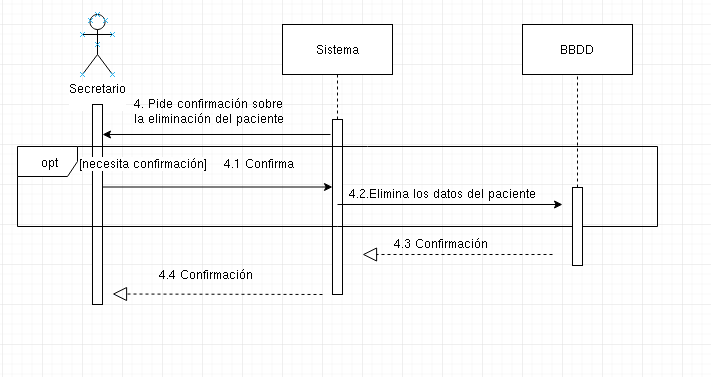 Secretario
Sistema
BBDD
4. Pide confirmación sobre
la eliminación del paciente
opt
[necesita confirmación]
4.1 Confirma
4.2.Elimina los datos del paciente
4.3 Confirmación
4.4 Confirmación